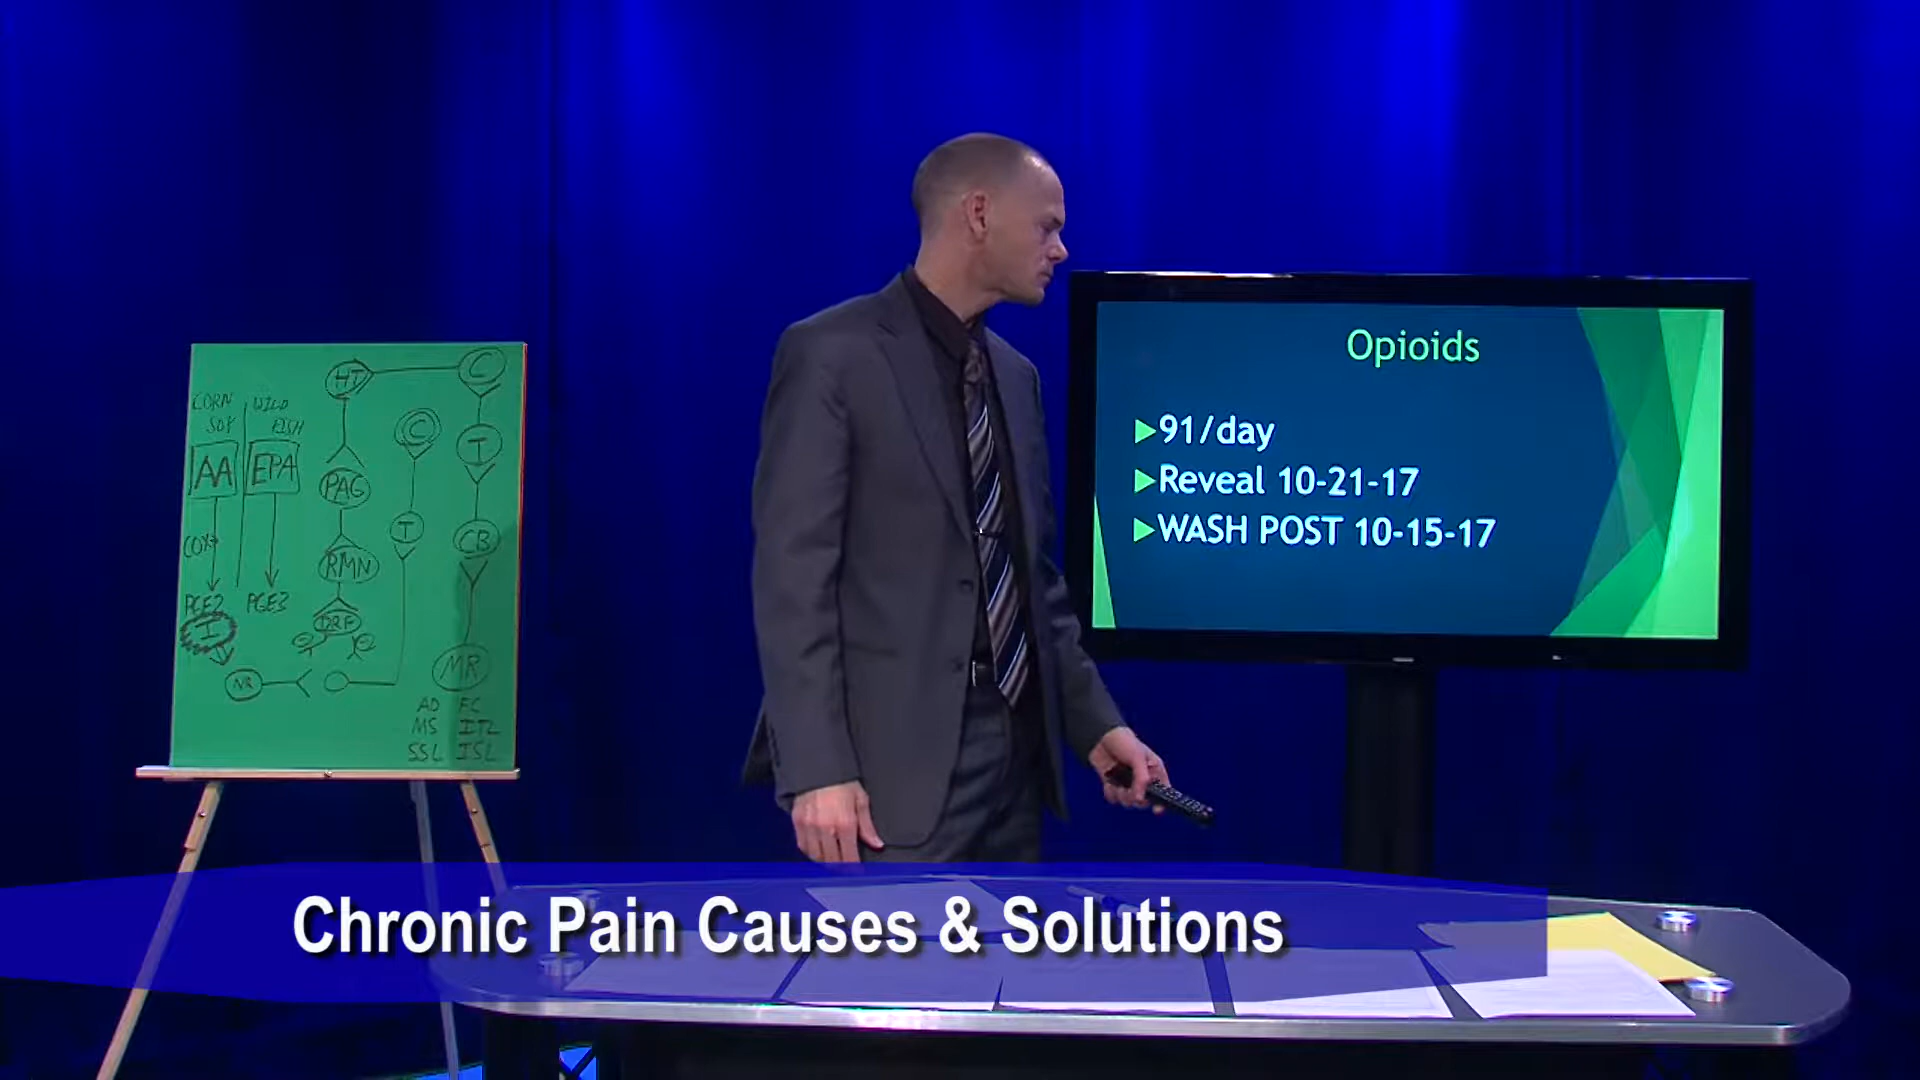 HT
C
CORN
WILD
SOY
FISH
C
T
AA
EPA
PAG
T
CB
COX
RMN
PGE2
PGE3
DRF
I
NR
MR
AD FC
MS ITL
SSL ISL
Opioids
91/day
Reveal 10-21-17
WASH POST 10-15-17
Chronic Pain Causes & Solutions